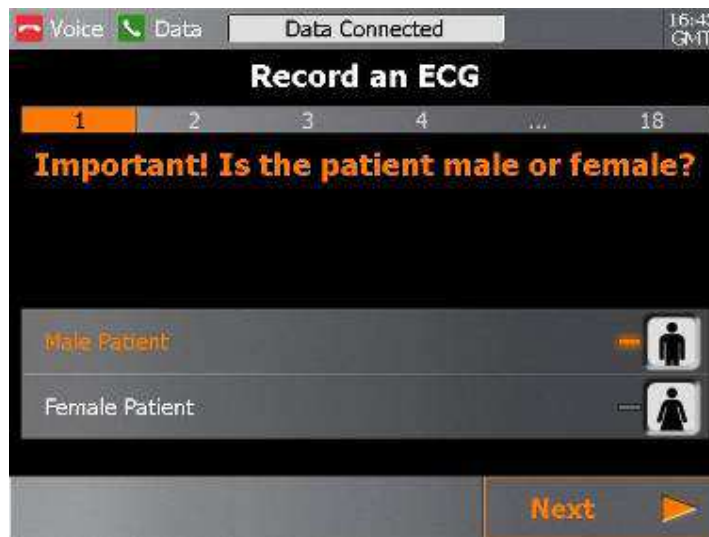 Voice Data Data Connected
Record an ECG
1 2 3 4 ... 18
Important! Is the patient male or female?
Male Patient
Female Patient
Next